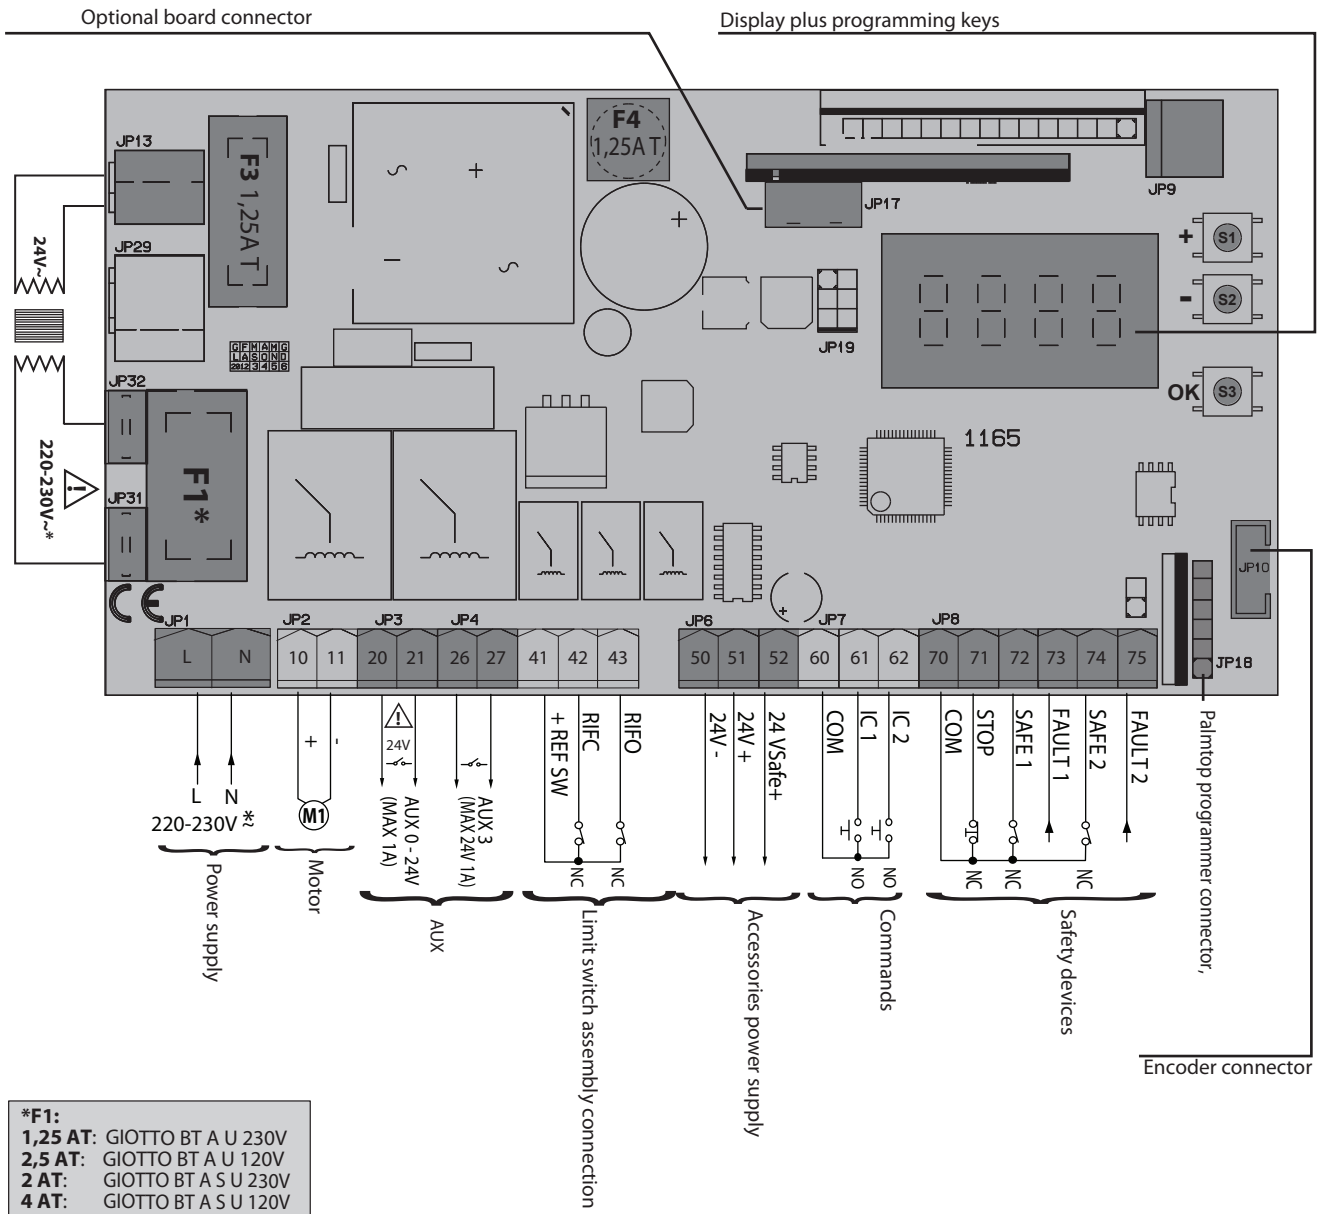 Optional board connector
Display plus programming keys
JP13
F3 1,25A T
F4
1,25A T
JP17
JP9
JP29
24V~
+ S1
- S2
OK S3
JP19
G F M A M G
L A S O N D
2012 3 4 5 6
JP32
220-230V~*
F1*
JP31
1165
CE
JP10
JP18
JP1
JP2
JP3
JP4
JP6
JP7
JP8
L N
10 11
20 21
26 27
41 42 43
50 51 52
60 61 62
70 71 72 73 74 75
L N
220-230V ~*
Power supply
+ -
M1
Motor
24V
AUX 0 - 24V
(MAX 1A)
AUX 3
(MAX 24V 1A)
AUX
+ REF SW
RIFC
RIFO
NC
NC
Limit switch assembly connection
24V -
24V +
24 VSafe+
Accessories power supply
COM
IC 1
IC 2
NO
NO
Commands
COM
STOP
SAFE 1
FAULT 1
SAFE 2
FAULT 2
NC
NC
NC
Safety devices
Palmtop programmer connector,
Encoder connector
*F1:
1,25 AT: GIOTTO BT A U 230V
2,5 AT: GIOTTO BT A U 120V
2 AT: GIOTTO BT A S U 230V
4 AT: GIOTTO BT A S U 120V